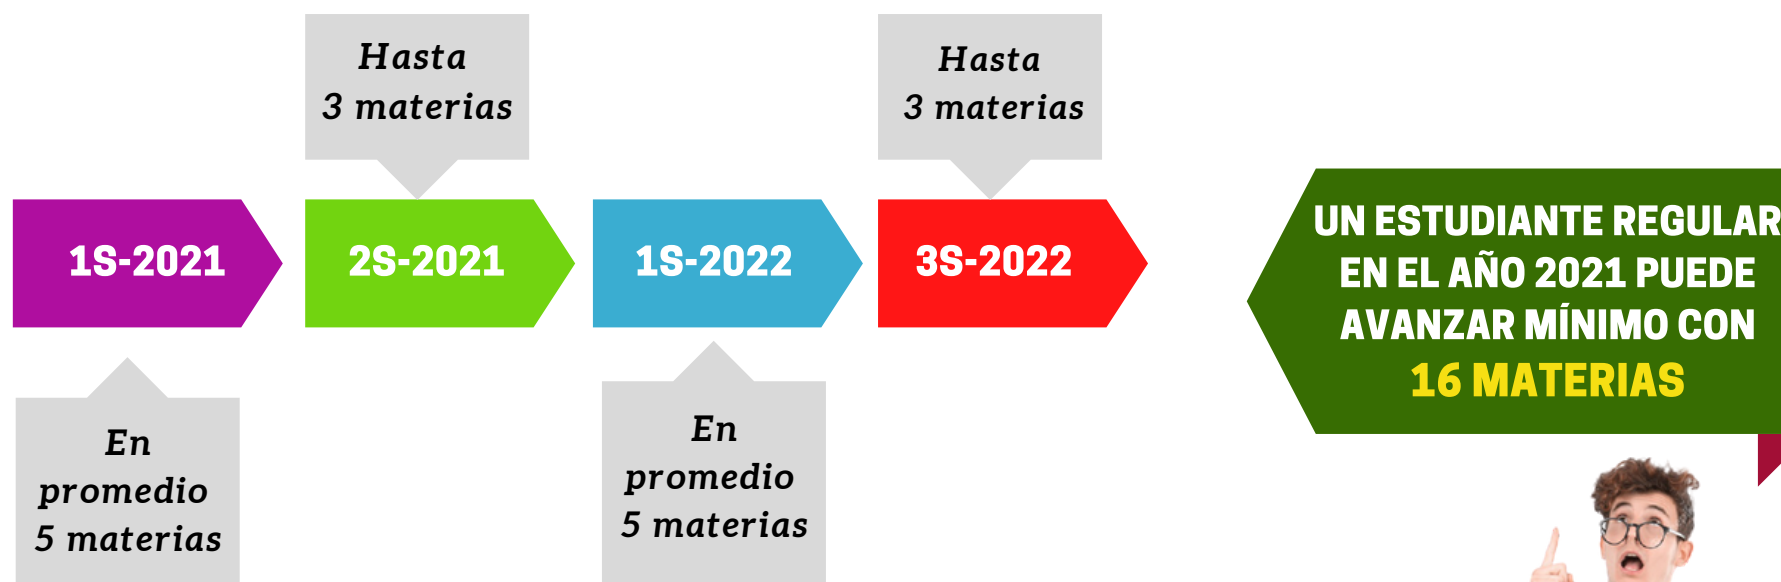 Hasta
3 materias
Hasta
3 materias
1S-2021
2S-2021
1S-2022
3S-2022
En
promedio
5 materias
En
promedio
5 materias
UN ESTUDIANTE REGULAR
EN EL AÑO 2021 PUEDE
AVANZAR MÍNIMO CON
16 MATERIAS